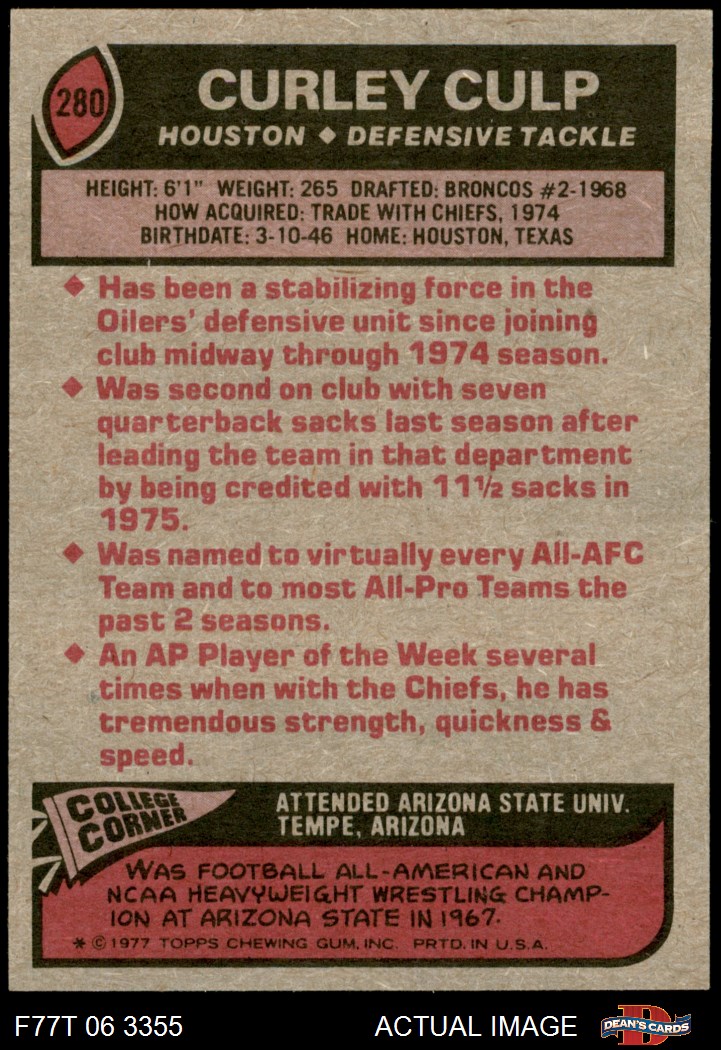 280
CURLEY CULP
HOUSTON ◆ DEFENSIVE TACKLE
HEIGHT: 6'1" WEIGHT: 265 DRAFTED: BRONCOS #2-1968
HOW ACQUIRED: TRADE WITH CHIEFS, 1974
BIRTHDATE: 3-10-46 HOME: HOUSTON, TEXAS
◆ Has been a stabilizing force in the
Oilers' defensive unit since joining
club midway through 1974 season.
◆ Was second on club with seven
quarterback sacks last season after
leading the team in that department
by being credited with 11½ sacks in
1975.
◆ Was named to virtually every All-AFC
Team and to most All-Pro Teams the
past 2 seasons.
◆ An AP Player of the Week several
times when with the Chiefs, he has
tremendous strength, quickness &
speed.
COLLEGE
CORNER
ATTENDED ARIZONA STATE UNIV.
TEMPE, ARIZONA
WAS FOOTBALL ALL-AMERICAN AND
NCAA HEAVYWEIGHT WRESTLING CHAMP-
ION AT ARIZONA STATE IN 1967.
* © 1977 TOPPS CHEWING GUM, INC. PRTD. IN U.S.A.
F77T 06 3355
ACTUAL IMAGE
D
DEAN'S CARDS